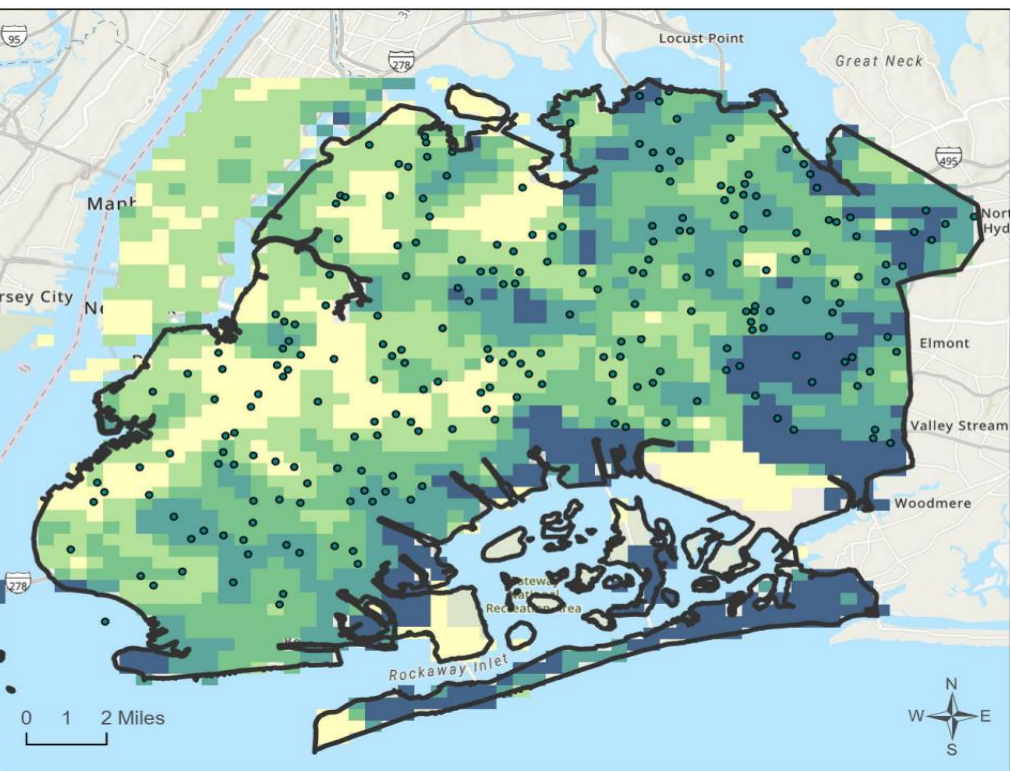 95
278
Locust Point
Great Neck
495
Manh
Nort
Hyd
rsey City
Ne
Elmont
Valley Stream
Woodmere
278
Gateway
National
Recreation Area
Rockaway Inlet
0 1 2 Miles
N
W E
S